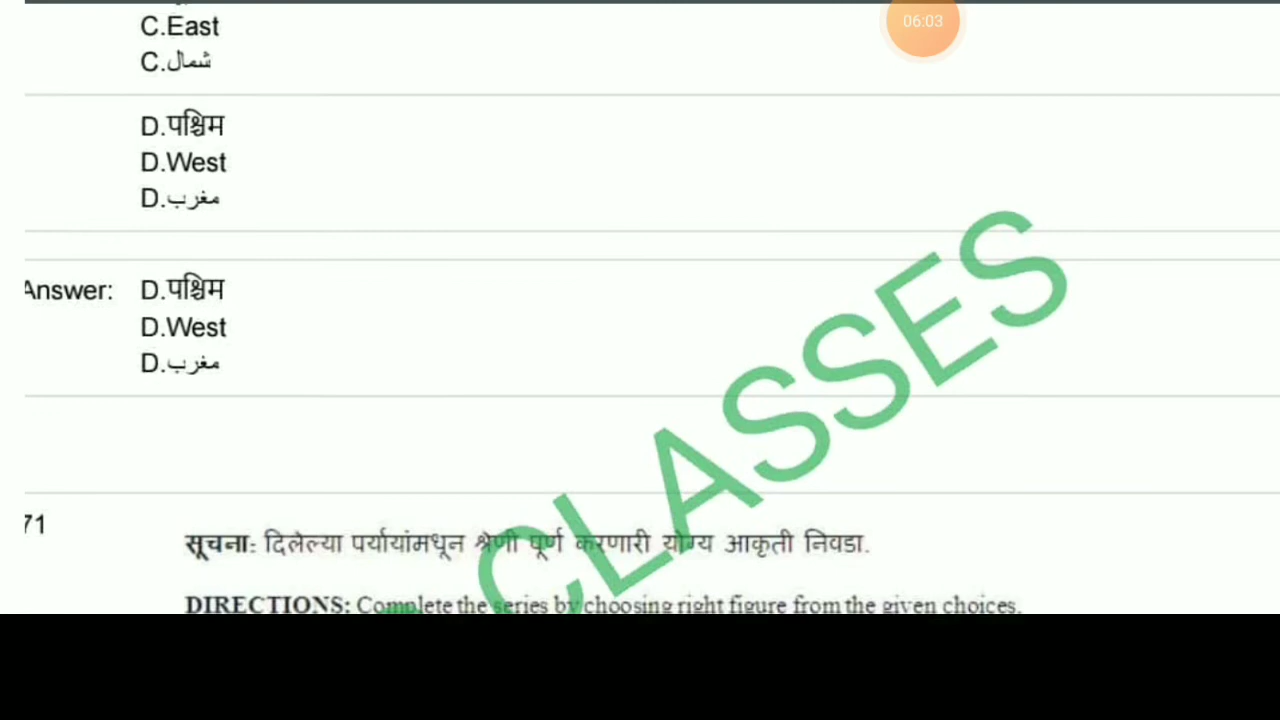 C.East
06:03
C.شمال
D.पश्चिम
D.West
D.مغرب
Answer: D.पश्चिम
D.West
D.مغرب
71
सूचना: दिलेल्या पर्यायांमधून श्रेणी पूर्ण करणारी योग्य आकृती निवडा.
DIRECTIONS: Complete the series by choosing right figure from the given choices.
CLASSES